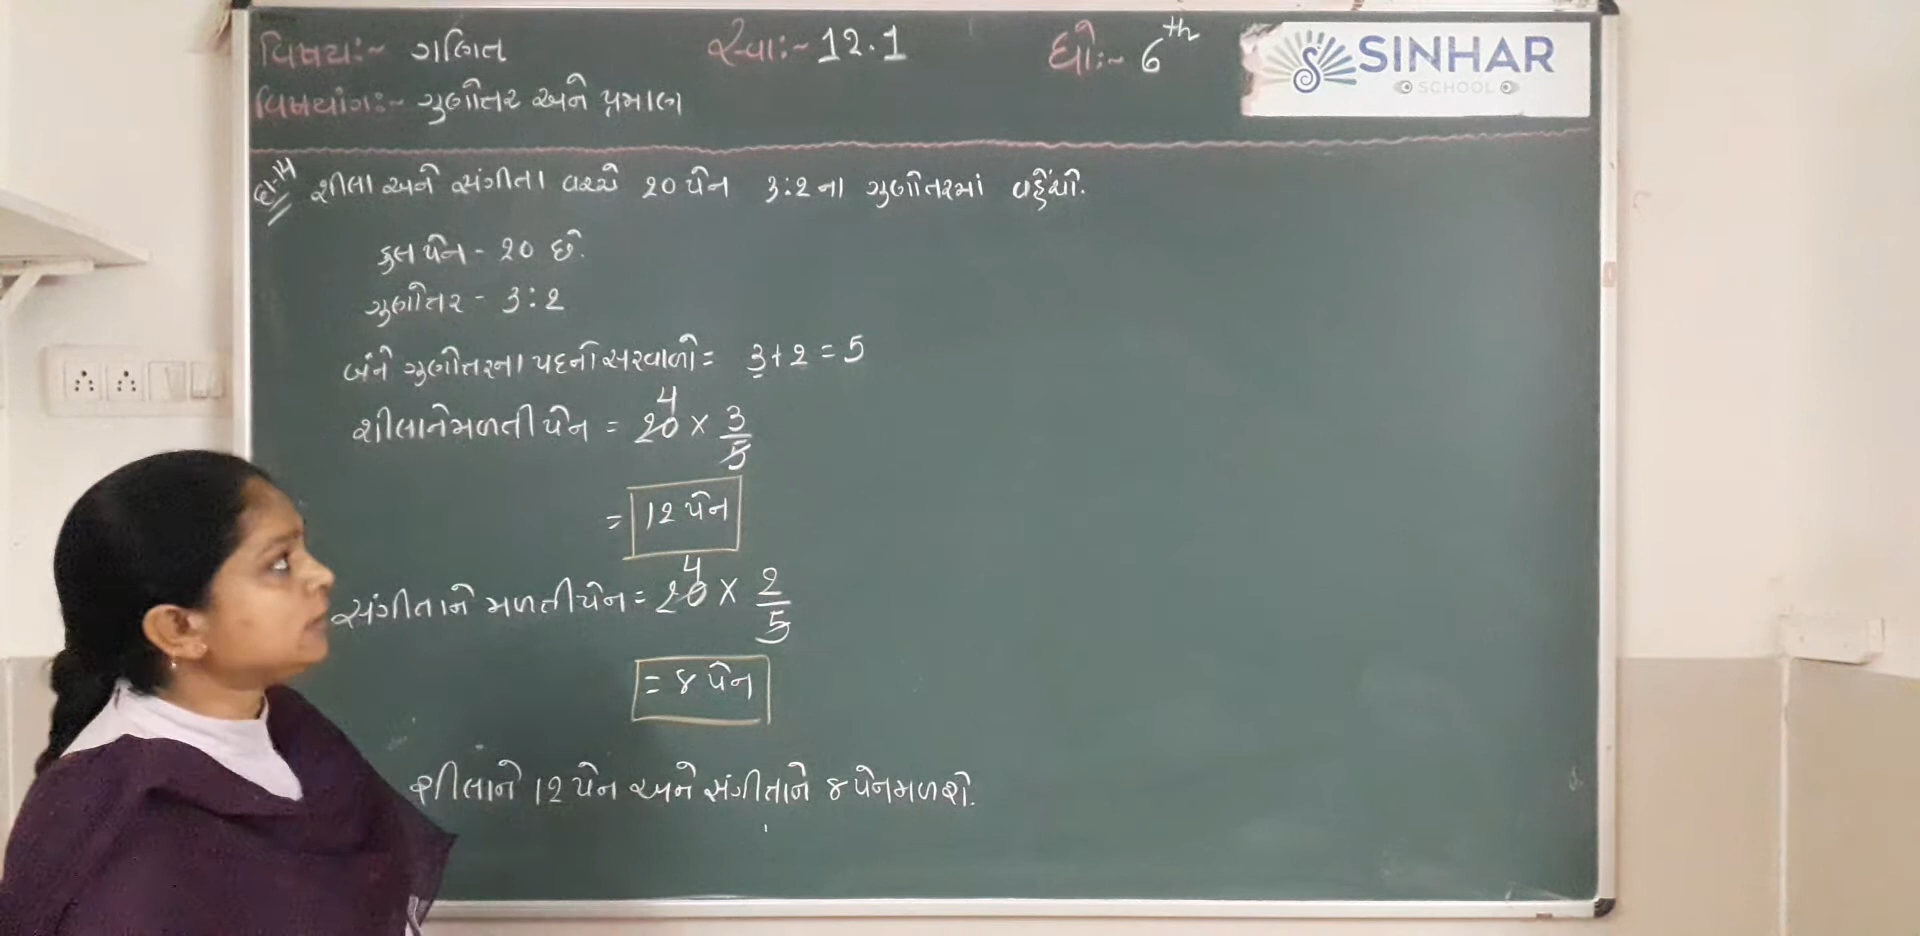 વિષય:~ ગણિત સ્વા:~ 12.1 ધો:~ 6th
વિષયાંગ:~ ગુણોત્તર અને પ્રમાણ
SINHAR
SCHOOL
દા-14 શીલા અને સંગીતા વચ્ચે 20 પેન 3:2 ના ગુણોત્તરમાં વહેંચો.
કુલ પેન - 20 છે.
ગુણોત્તર - 3:2
બંને ગુણોત્તરના પદનો સરવાળો = 3+2 = 5
4
શીલાને મળતી પેન = 20 × 3/5
= 12 પેન
4
સંગીતાને મળતી પેન = 20 × 2/5
= 8 પેન
શીલાને 12 પેન અને સંગીતાને 8 પેન મળશે.